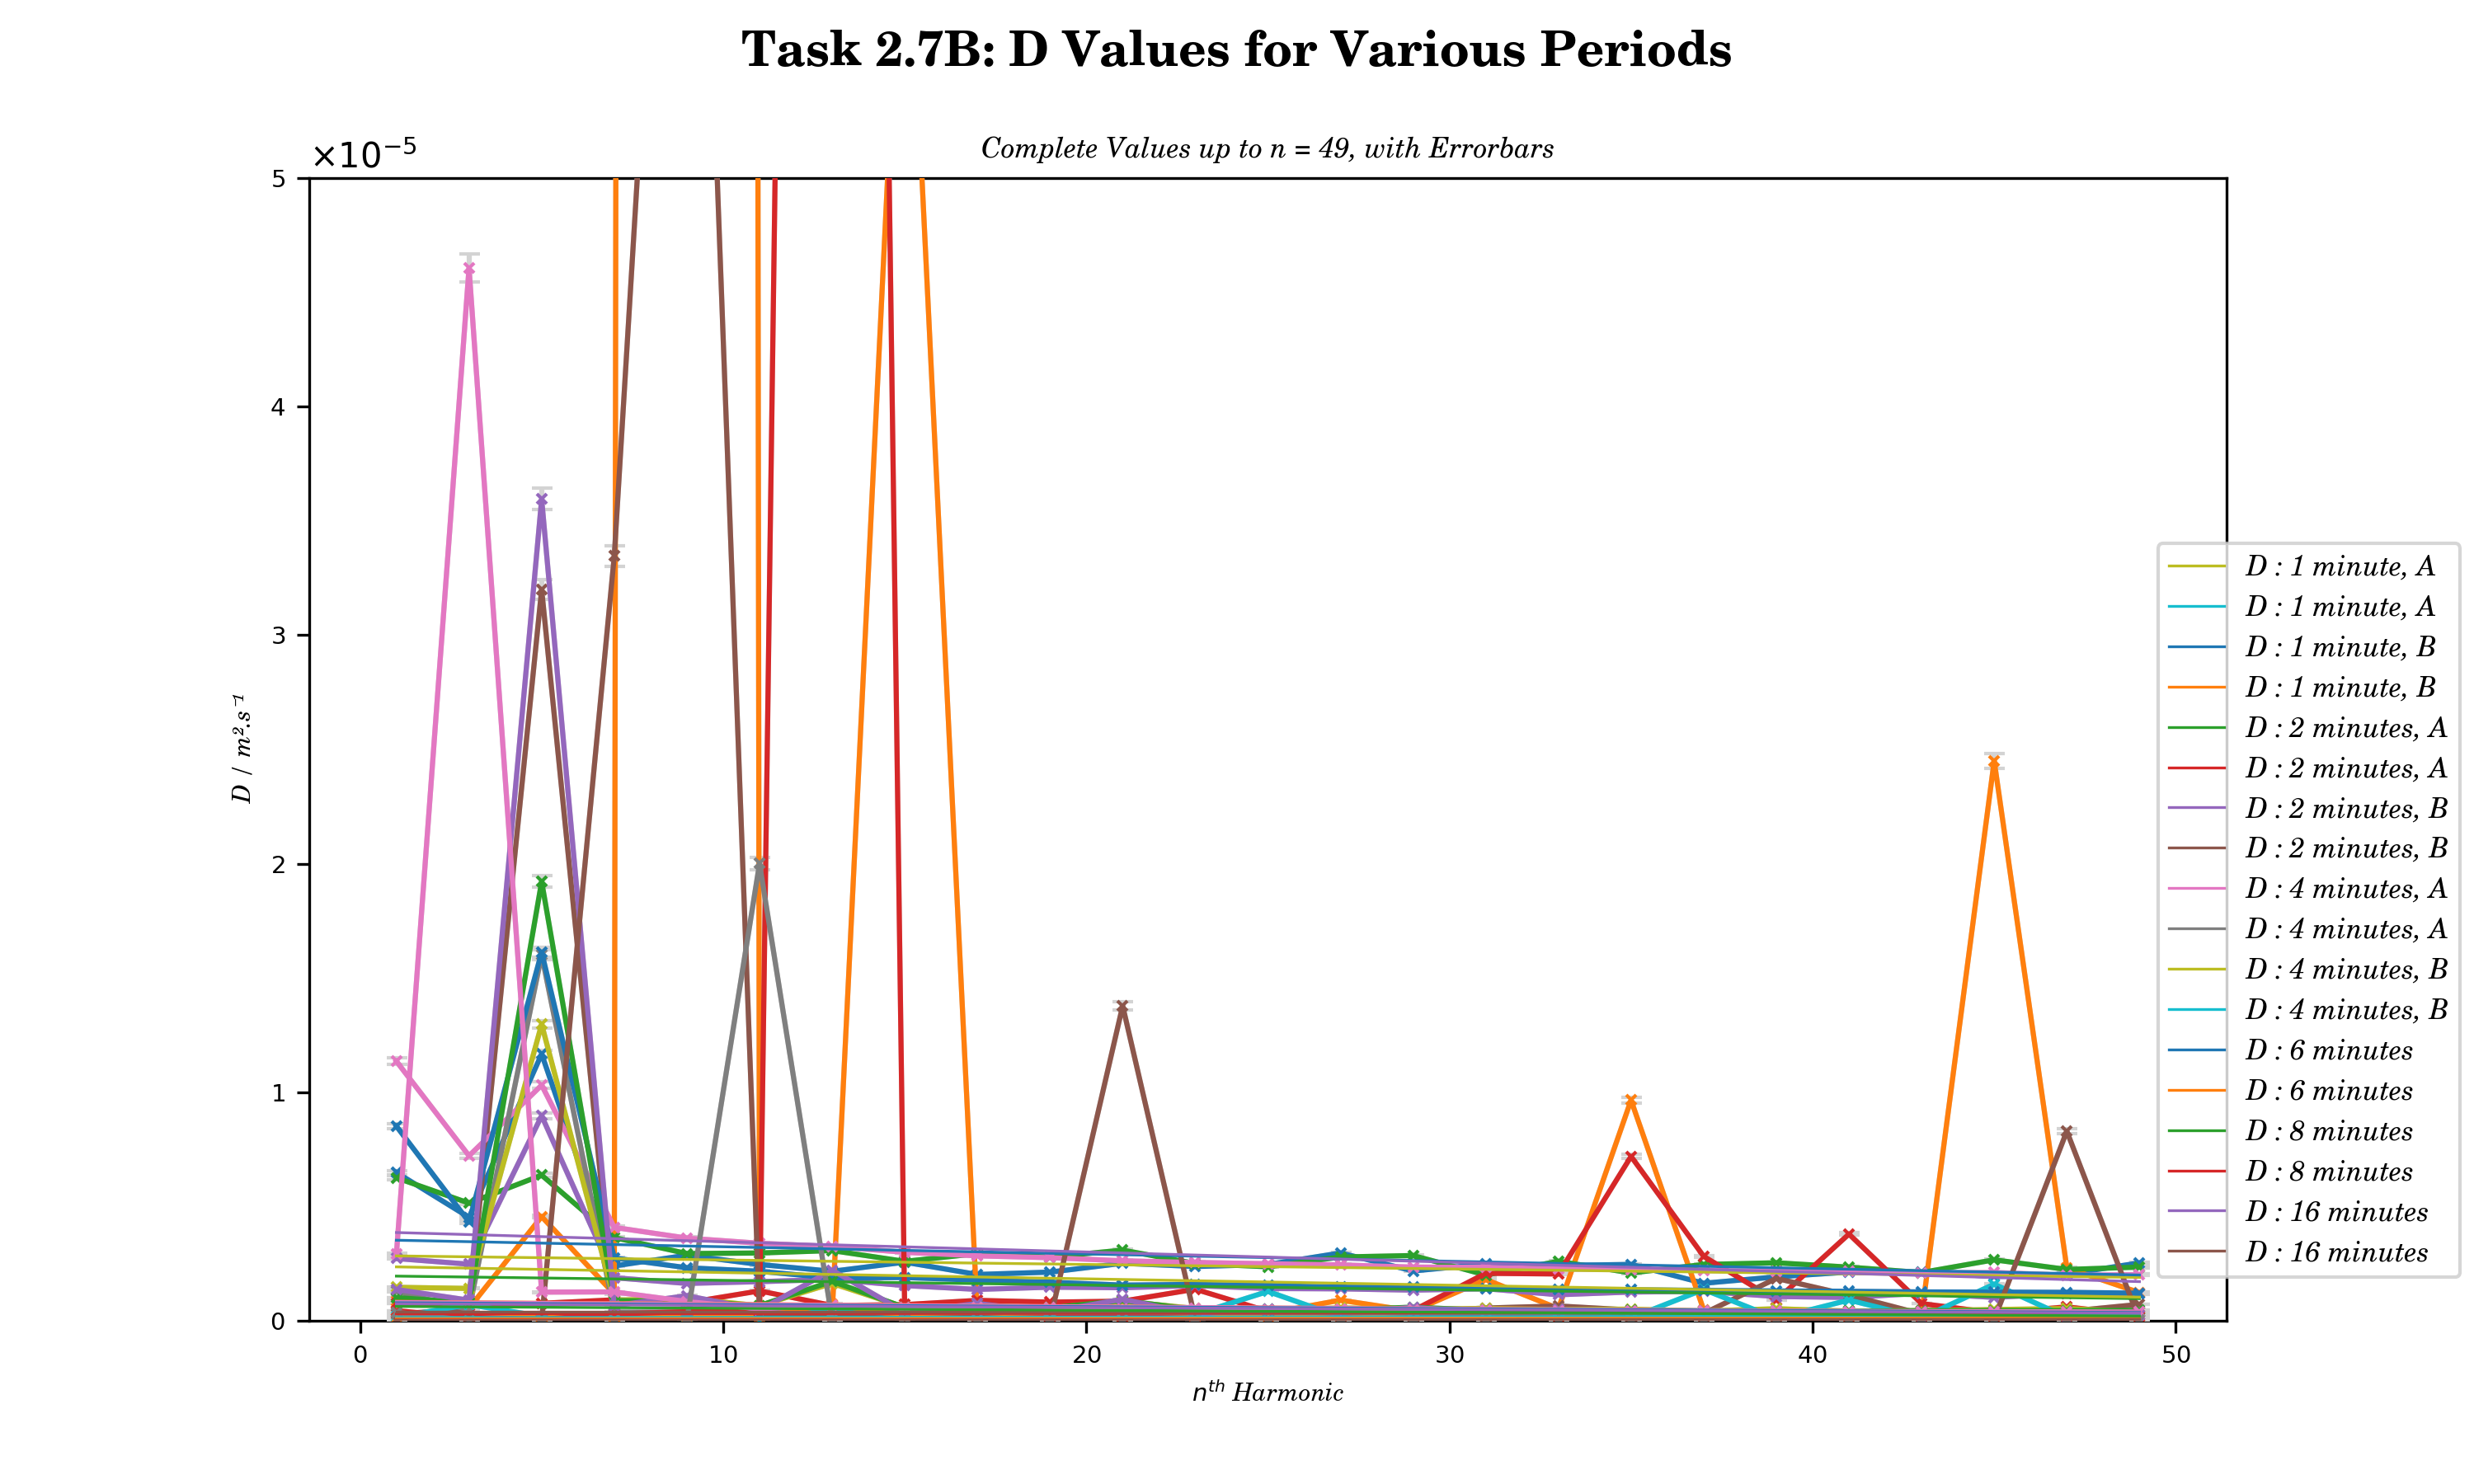 Task 2.7B: D Values for Various Periods
Complete Values up to n = 49, with Errorbars
×10⁻⁵
5
4
3
2
1
0
D / m².s⁻¹
0 10 20 30 40 50
nᵗʰ Harmonic
D : 1 minute, A
D : 1 minute, A
D : 1 minute, B
D : 1 minute, B
D : 2 minutes, A
D : 2 minutes, A
D : 2 minutes, B
D : 2 minutes, B
D : 4 minutes, A
D : 4 minutes, A
D : 4 minutes, B
D : 4 minutes, B
D : 6 minutes
D : 6 minutes
D : 8 minutes
D : 8 minutes
D : 16 minutes
D : 16 minutes